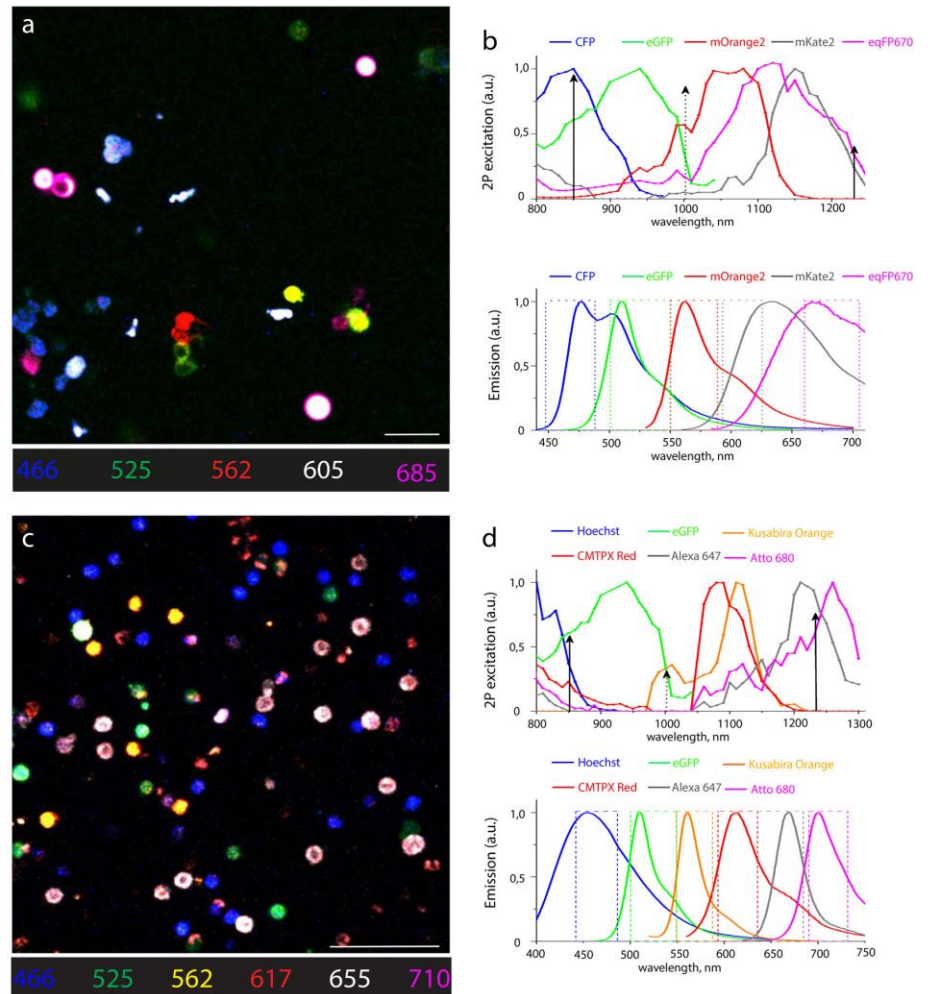 a
466 525 562 605 685
b
CFP eGFP mOrange2 mKate2 eqFP670
2P excitation (a.u.)
1,0
0,5
0
800 900 1000 1100 1200
wavelength, nm
CFP eGFP mOrange2 mKate2 eqFP670
Emission (a.u.)
1,0
0,5
0
450 500 550 600 650 700
wavelength, nm
c
466 525 562 617 655 710
d
Hoechst eGFP Kusabira Orange
CMTPX Red Alexa 647 Atto 680
2P excitation (a.u.)
1,0
0,5
0
800 900 1000 1100 1200 1300
wavelength, nm
Hoechst eGFP Kusabira Orange
CMTPX Red Alexa 647 Atto 680
Emission (a.u.)
1,0
0,5
0
400 450 500 550 600 650 700 750
wavelength, nm